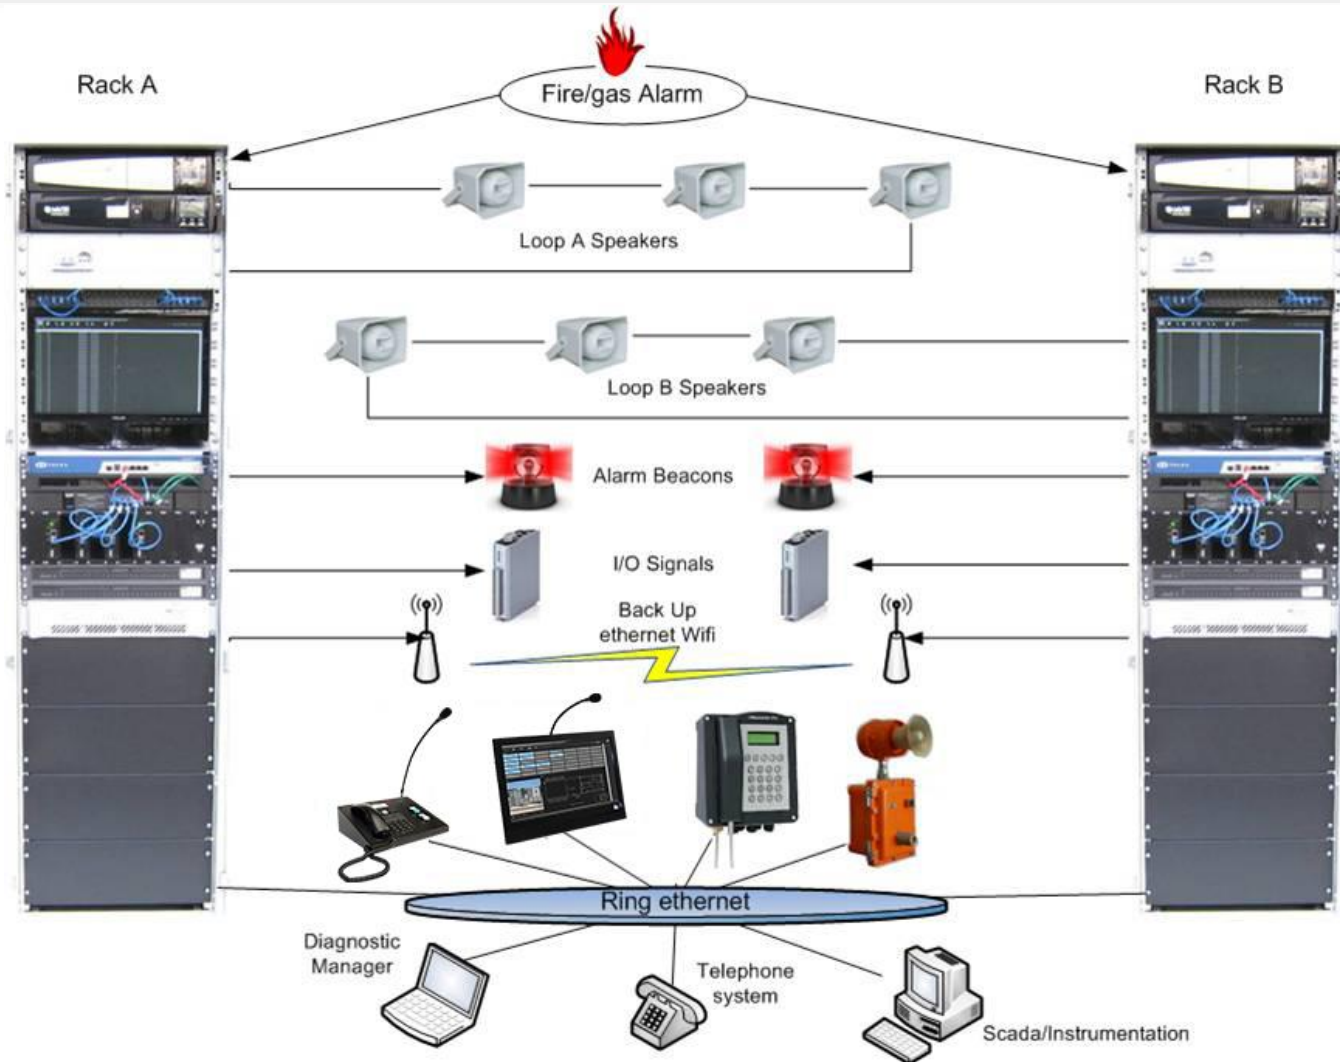 Rack A
Fire/gas Alarm
Rack B
Loop A Speakers
Loop B Speakers
Alarm Beacons
I/O Signals
Back Up
ethernet Wifi
Ring ethernet
Diagnostic
Manager
Telephone
system
Scada/Instrumentation